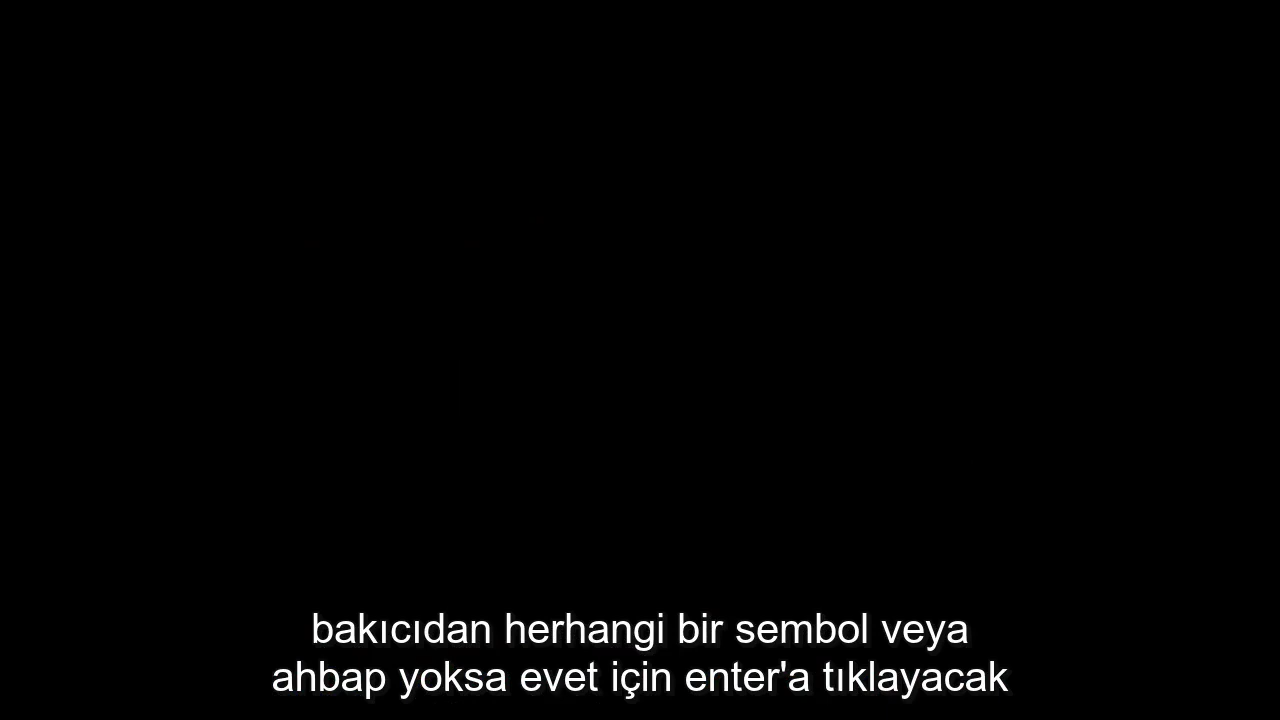 bakıcıdan herhangi bir sembol veya
ahbap yoksa evet için enter'a tıklayacak